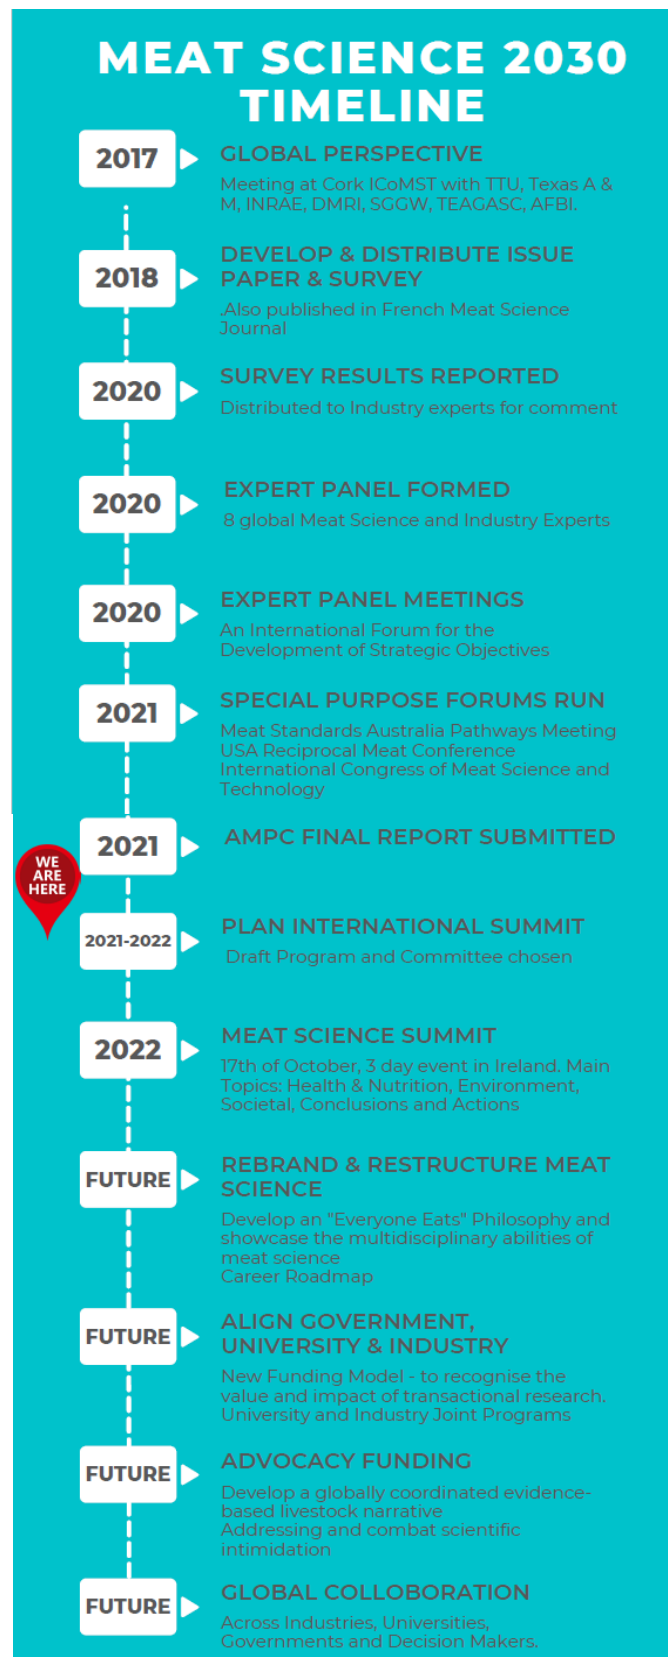 MEAT SCIENCE 2030
TIMELINE
2017
GLOBAL PERSPECTIVE
Meeting at Cork ICoMST with TTU, Texas A &
M, INRAE, DMRI, SGGW, TEAGASC, AFBI.
2018
DEVELOP & DISTRIBUTE ISSUE
PAPER & SURVEY
.Also published in French Meat Science
Journal
2020
SURVEY RESULTS REPORTED
Distributed to Industry experts for comment
2020
EXPERT PANEL FORMED
8 global Meat Science and Industry Experts
2020
EXPERT PANEL MEETINGS
An International Forum for the
Development of Strategic Objectives
2021
SPECIAL PURPOSE FORUMS RUN
Meat Standards Australia Pathways Meeting
USA Reciprocal Meat Conference
International Congress of Meat Science and
Technology
2021
AMPC FINAL REPORT SUBMITTED
WE
ARE
HERE
2021-2022
PLAN INTERNATIONAL SUMMIT
Draft Program and Committee chosen
2022
MEAT SCIENCE SUMMIT
17th of October, 3 day event in Ireland. Main
Topics: Health & Nutrition, Environment,
Societal, Conclusions and Actions
FUTURE
REBRAND & RESTRUCTURE MEAT
SCIENCE
Develop an "Everyone Eats" Philosophy and
showcase the multidisciplinary abilities of
meat science
Career Roadmap
FUTURE
ALIGN GOVERNMENT,
UNIVERSITY & INDUSTRY
New Funding Model - to recognise the
value and impact of transactional research.
University and Industry Joint Programs
FUTURE
ADVOCACY FUNDING
Develop a globally coordinated evidence-
based livestock narrative
Addressing and combat scientific
intimidation
FUTURE
GLOBAL COLLOBORATION
Across Industries, Universities,
Governments and Decision Makers.